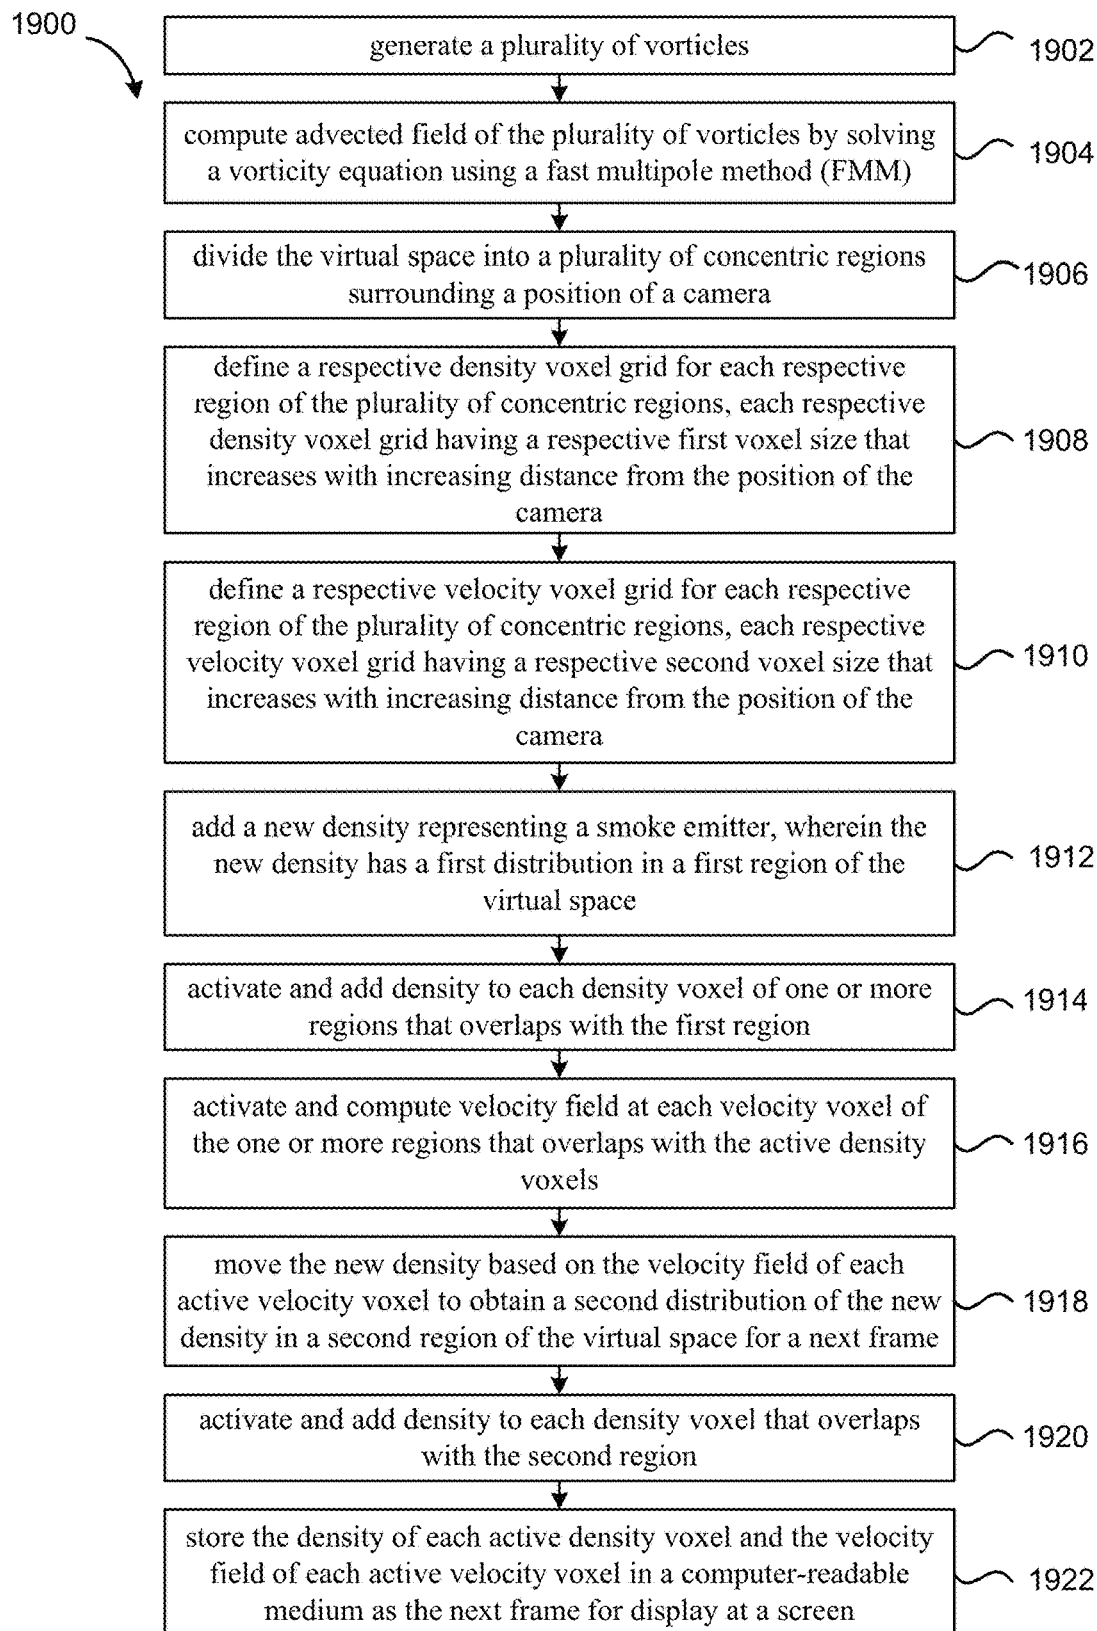 1900
generate a plurality of vorticles
1902
compute advected field of the plurality of vorticles by solving
a vorticity equation using a fast multipole method (FMM)
1904
divide the virtual space into a plurality of concentric regions
surrounding a position of a camera
1906
define a respective density voxel grid for each respective
region of the plurality of concentric regions, each respective
density voxel grid having a respective first voxel size that
increases with increasing distance from the position of the
camera
1908
define a respective velocity voxel grid for each respective
region of the plurality of concentric regions, each respective
velocity voxel grid having a respective second voxel size that
increases with increasing distance from the position of the
camera
1910
add a new density representing a smoke emitter, wherein the
new density has a first distribution in a first region of the
virtual space
1912
activate and add density to each density voxel of one or more
regions that overlaps with the first region
1914
activate and compute velocity field at each velocity voxel of
the one or more regions that overlaps with the active density
voxels
1916
move the new density based on the velocity field of each
active velocity voxel to obtain a second distribution of the new
density in a second region of the virtual space for a next frame
1918
activate and add density to each density voxel that overlaps
with the second region
1920
store the density of each active density voxel and the velocity
field of each active velocity voxel in a computer-readable
medium as the next frame for display at a screen
1922